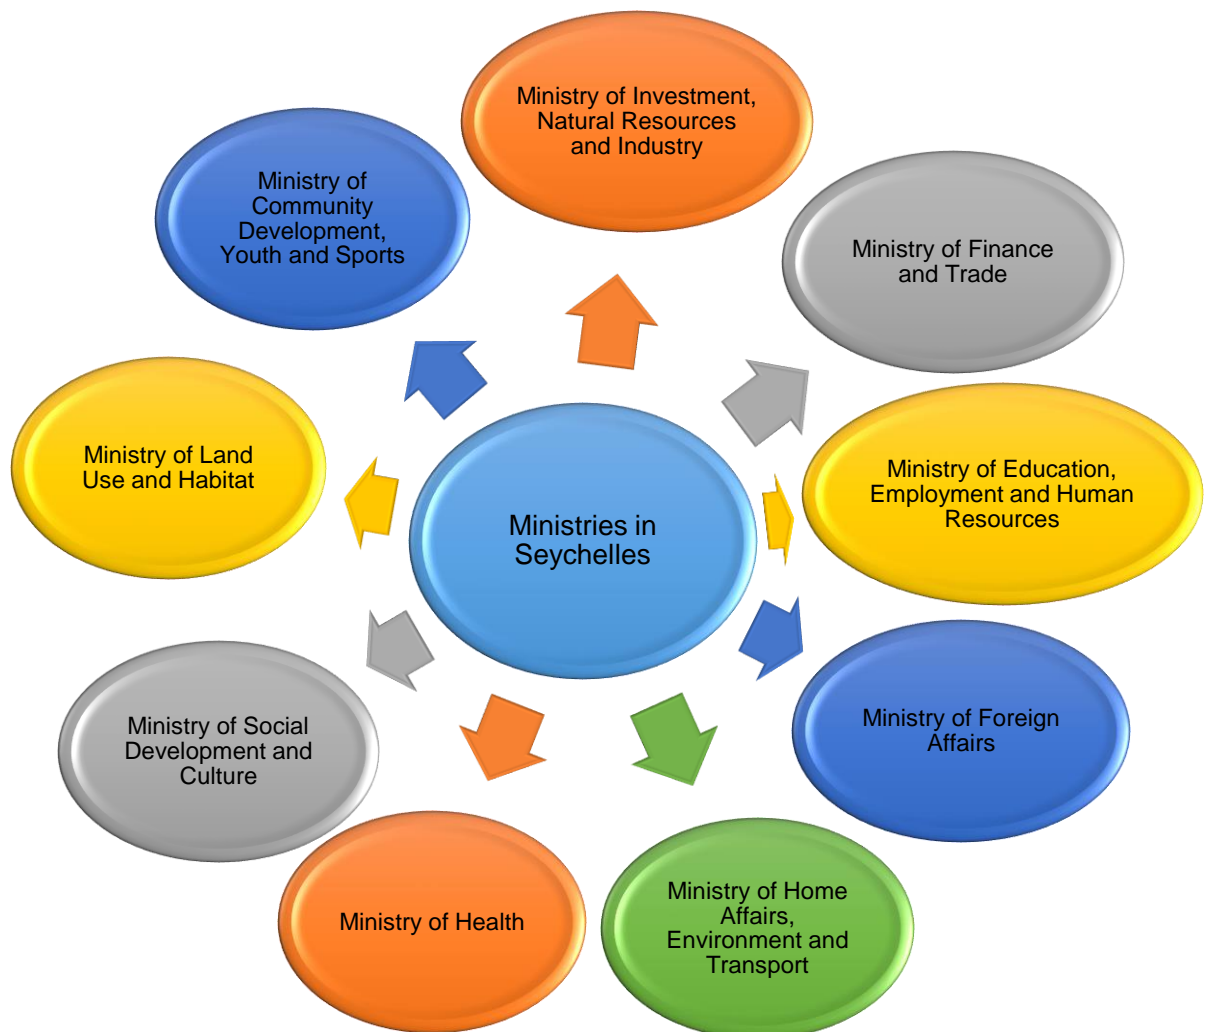 Ministry of Investment,
Natural Resources
and Industry
Ministry of Finance
and Trade
Ministry of Education,
Employment and Human
Resources
Ministry of Foreign
Affairs
Ministry of Home
Affairs,
Environment and
Transport
Ministry of Health
Ministry of Social
Development and
Culture
Ministry of Land
Use and Habitat
Ministry of
Community
Development,
Youth and Sports
Ministries in
Seychelles